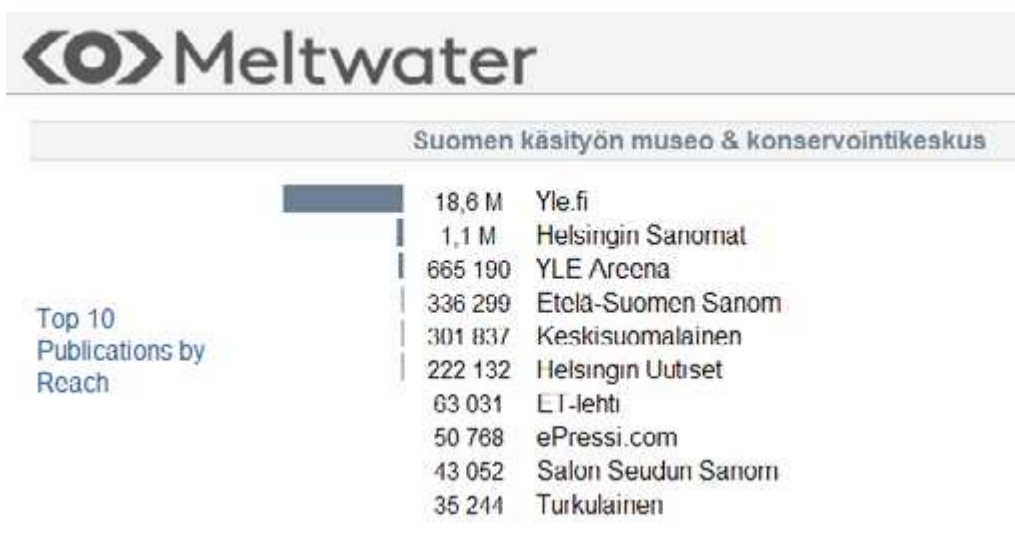 Meltwater
Suomen käsityön museo & konservointikeskus
18,6 M Yle.fi
1,1 M Helsingin Sanomat
665 190 YLE Areena
336 299 Etelä-Suomen Sanom
301 837 Keskisuomalainen
222 132 Helsingin Uutiset
63 031 ET-lehti
50 768 ePressi.com
43 052 Salon Seudun Sanom
35 244 Turkulainen
Top 10
Publications by
Reach